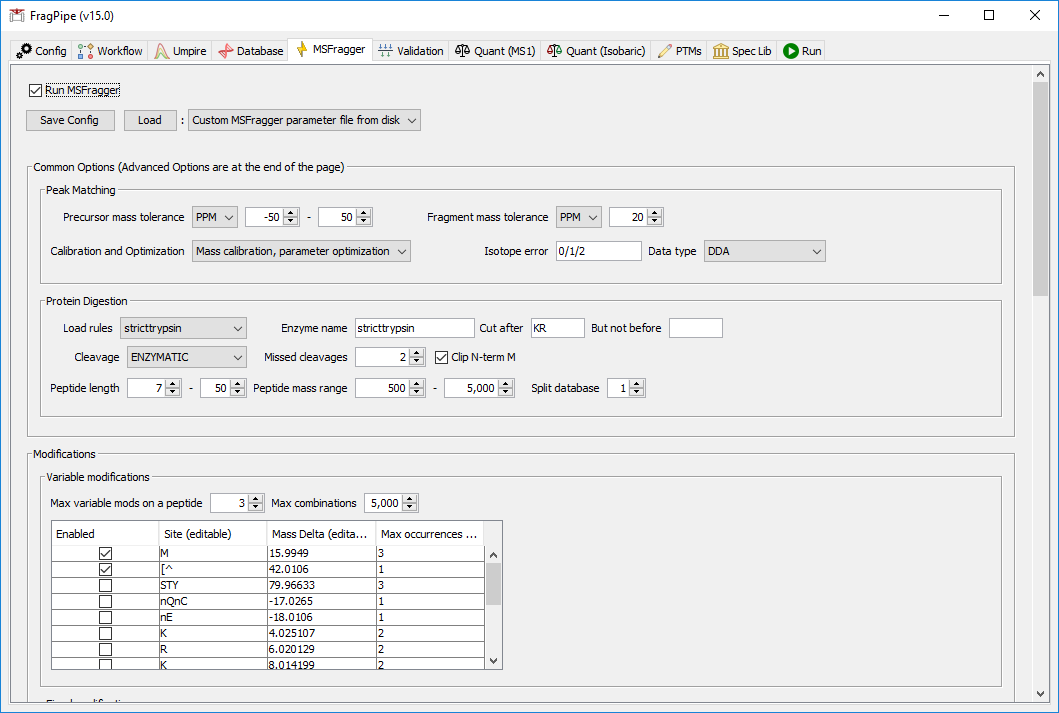 FragPipe (v15.0)
Config Workflow Umpire Database MSFragger Validation Quant (MS1) Quant (Isobaric) PTMs Spec Lib Run
Run MSFragger
Save Config Load : Custom MSFragger parameter file from disk
Common Options (Advanced Options are at the end of the page)
Peak Matching
Precursor mass tolerance PPM -50 - 50 Fragment mass tolerance PPM 20
Calibration and Optimization Mass calibration, parameter optimization Isotope error 0/1/2 Data type DDA
Protein Digestion
Load rules stricttrypsin Enzyme name stricttrypsin Cut after KR But not before
Cleavage ENZYMATIC Missed cleavages 2 Clip N-term M
Peptide length 7 - 50 Peptide mass range 500 - 5,000 Split database 1
Modifications
Variable modifications
Max variable mods on a peptide 3 Max combinations 5,000
Enabled Site (editable) Mass Delta (edita... Max occurrences ...
M 15.9949 3
[^ 42.0106 1
STY 79.96633 3
nQnC -17.0265 1
nE -18.0106 1
K 4.025107 2
R 6.020129 2
K 8.014199 2